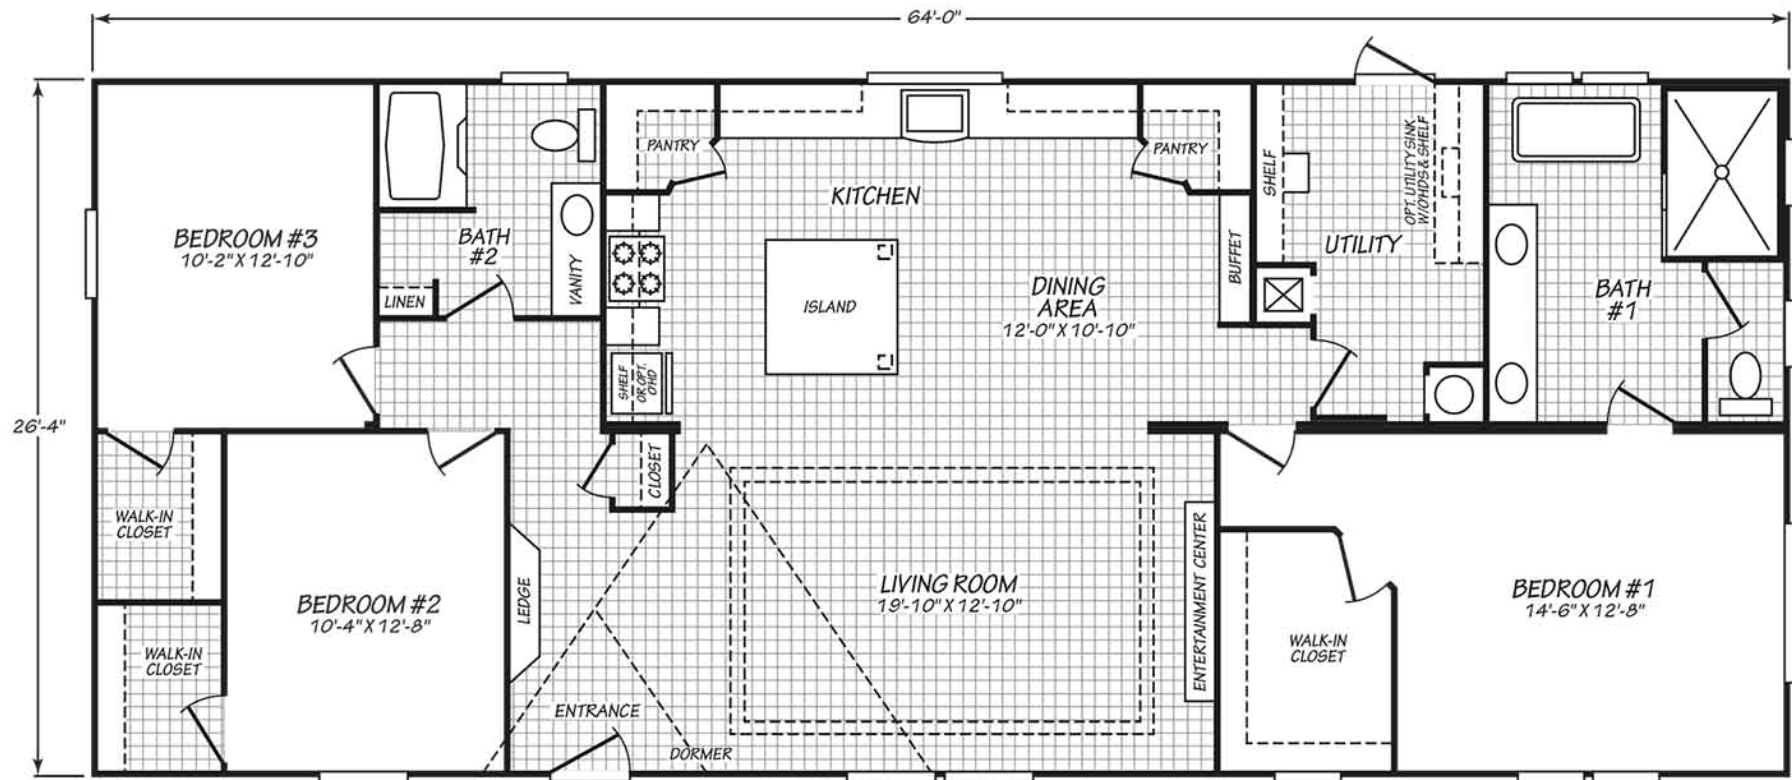 64'-0"
26'-4"
BEDROOM #3
10'-2" X 12'-10"
BATH
#2
LINEN
VANITY
PANTRY
KITCHEN
PANTRY
ISLAND
SHELF
OR OPT.
OHD
DINING
AREA
12'-0" X 10'-10"
BUFFET
SHELF
OPT. UTILITY SINK
W/OHDS & SHELF
UTILITY
BATH
#1
WALK-IN
CLOSET
WALK-IN
CLOSET
BEDROOM #2
10'-4" X 12'-8"
LEDGE
CLOSET
ENTRANCE
DORMER
LIVING ROOM
19'-10" X 12'-10"
ENTERTAINMENT CENTER
WALK-IN
CLOSET
BEDROOM #1
14'-6" X 12'-8"